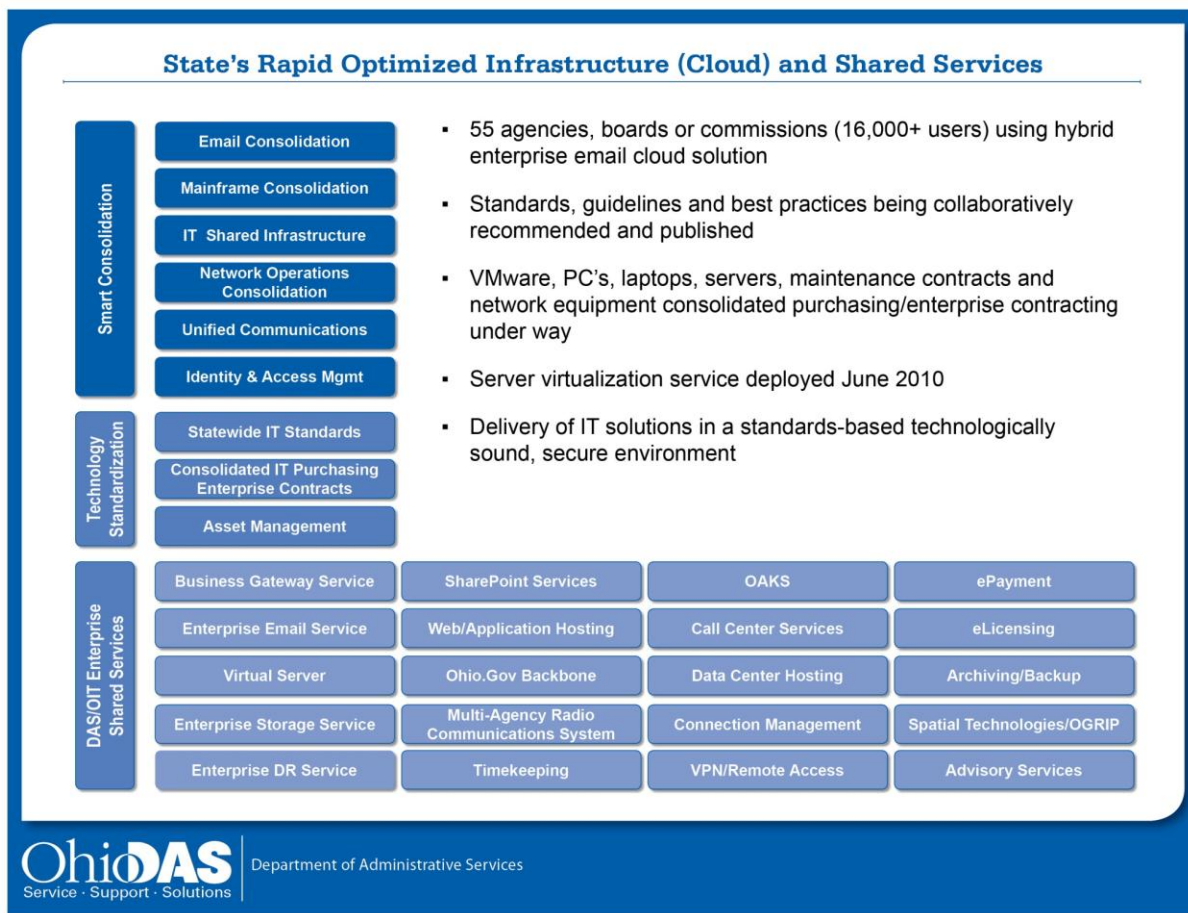 State's Rapid Optimized Infrastructure (Cloud) and Shared Services
Smart Consolidation
Email Consolidation
Mainframe Consolidation
IT Shared Infrastructure
Network Operations
Consolidation
Unified Communications
Identity & Access Mgmt
▪ 55 agencies, boards or commissions (16,000+ users) using hybrid
enterprise email cloud solution
▪ Standards, guidelines and best practices being collaboratively
recommended and published
▪ VMware, PC's, laptops, servers, maintenance contracts and
network equipment consolidated purchasing/enterprise contracting
under way
▪ Server virtualization service deployed June 2010
▪ Delivery of IT solutions in a standards-based technologically
sound, secure environment
Technology
Standardization
Statewide IT Standards
Consolidated IT Purchasing
Enterprise Contracts
Asset Management
DAS/OIT Enterprise
Shared Services
Business Gateway Service
SharePoint Services
OAKS
ePayment
Enterprise Email Service
Web/Application Hosting
Call Center Services
eLicensing
Virtual Server
Ohio.Gov Backbone
Data Center Hosting
Archiving/Backup
Enterprise Storage Service
Multi-Agency Radio
Communications System
Connection Management
Spatial Technologies/OGRIP
Enterprise DR Service
Timekeeping
VPN/Remote Access
Advisory Services
OhioDAS
Service · Support · Solutions
Department of Administrative Services